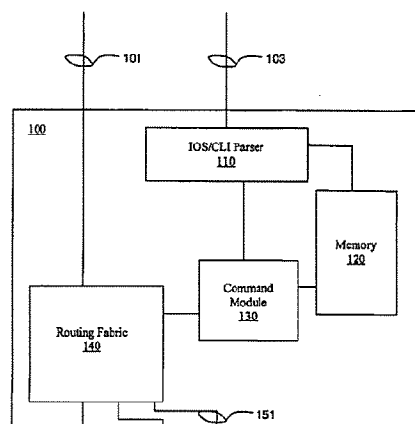 101
103
100
IOS/CLI Parser
110
Memory
120
Command
Module
130
Routing Fabric
140
151